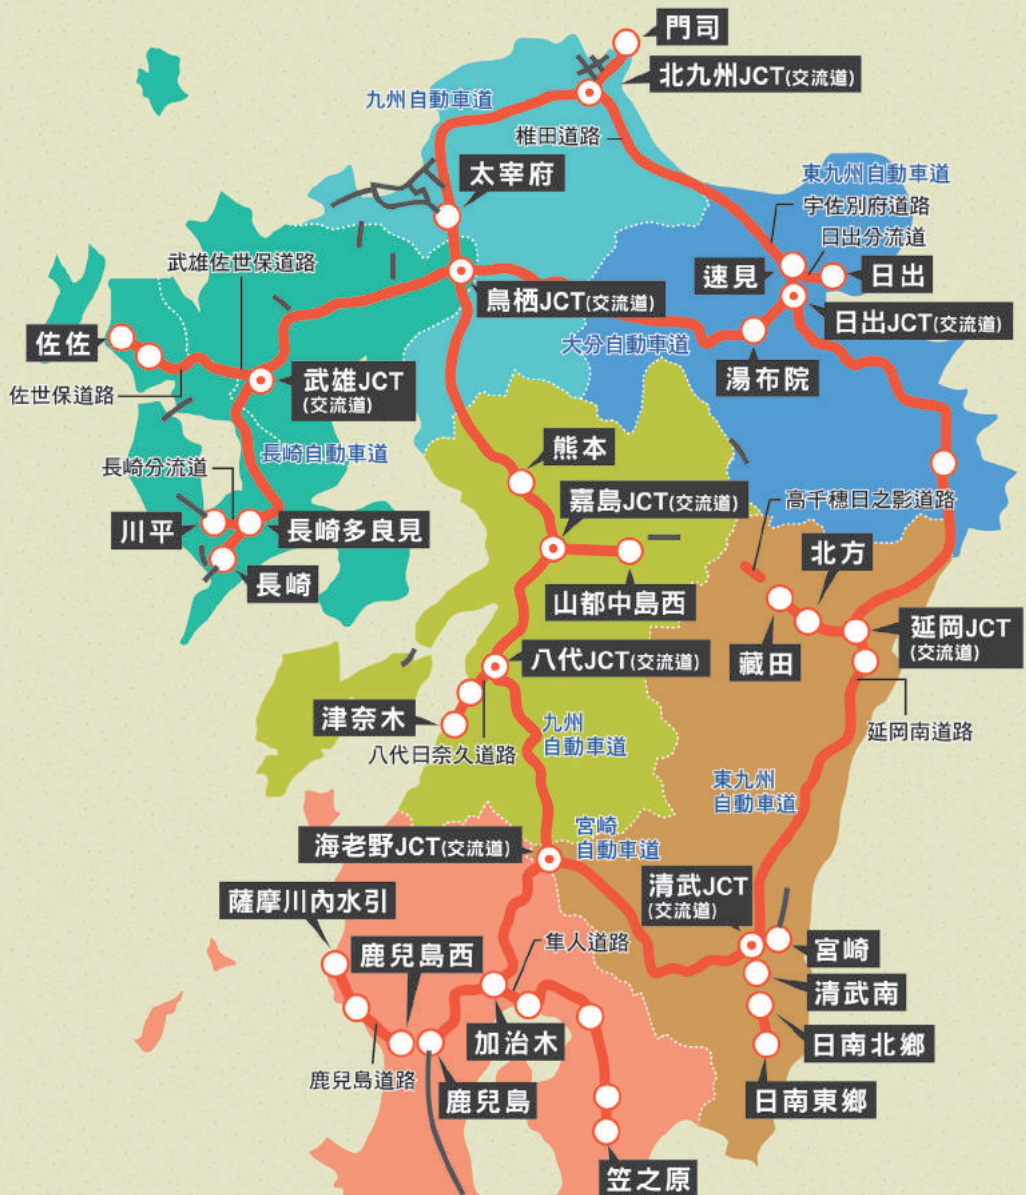 門司
北九州JCT(交流道)
九州自動車道
椎田道路
太宰府
東九州自動車道
宇佐別府道路
日出分流道
武雄佐世保道路
速見
日出
鳥栖JCT(交流道)
日出JCT(交流道)
佐佐
大分自動車道
湯布院
武雄JCT
(交流道)
佐世保道路
熊本
長崎自動車道
長崎分流道
嘉島JCT(交流道)
高千穗日之影道路
川平
長崎多良見
北方
長崎
山都中島西
延岡JCT
(交流道)
八代JCT(交流道)
藏田
津奈木
九州
自動車道
延岡南道路
八代日奈久道路
東九州
自動車道
宮崎
自動車道
海老野JCT(交流道)
清武JCT
(交流道)
薩摩川內水引
鹿兒島西
隼人道路
宮崎
清武南
加治木
日南北鄉
鹿兒島道路
鹿兒島
日南東鄉
笠之原